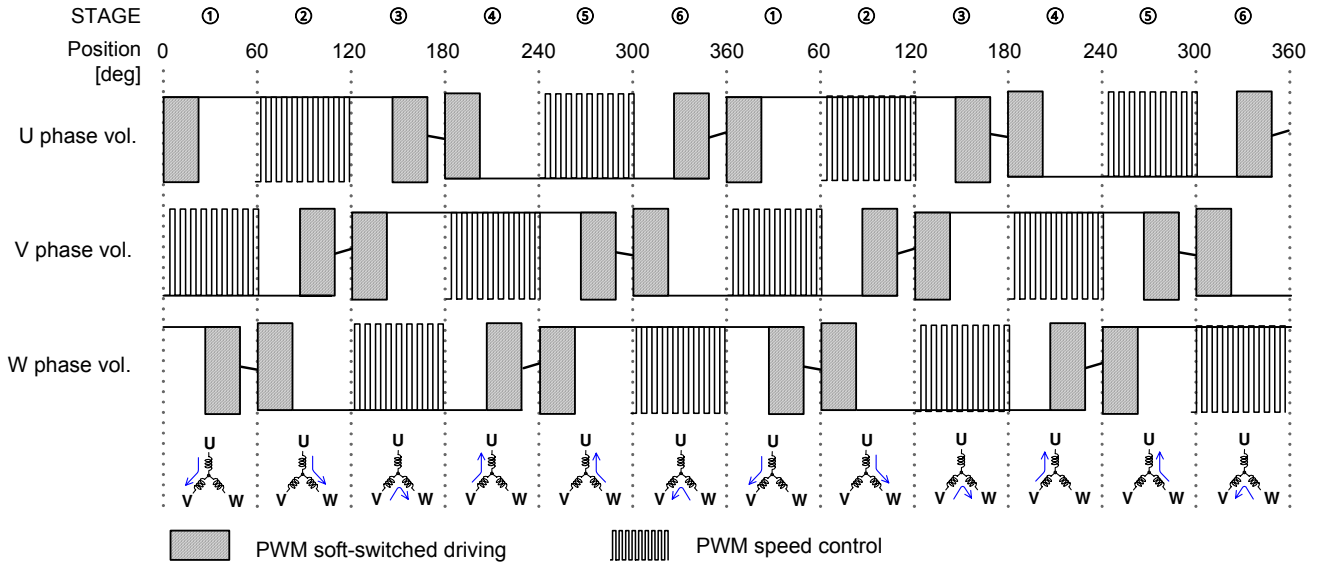 STAGE ① ② ③ ④ ⑤ ⑥ ① ② ③ ④ ⑤ ⑥
Position 0 60 120 180 240 300 360 60 120 180 240 300 360
[deg]
U phase vol.
V phase vol.
W phase vol.
U U U U U U U U U U U U
V W V W V W V W V W V W V W V W V W V W V W V W
PWM soft-switched driving PWM speed control